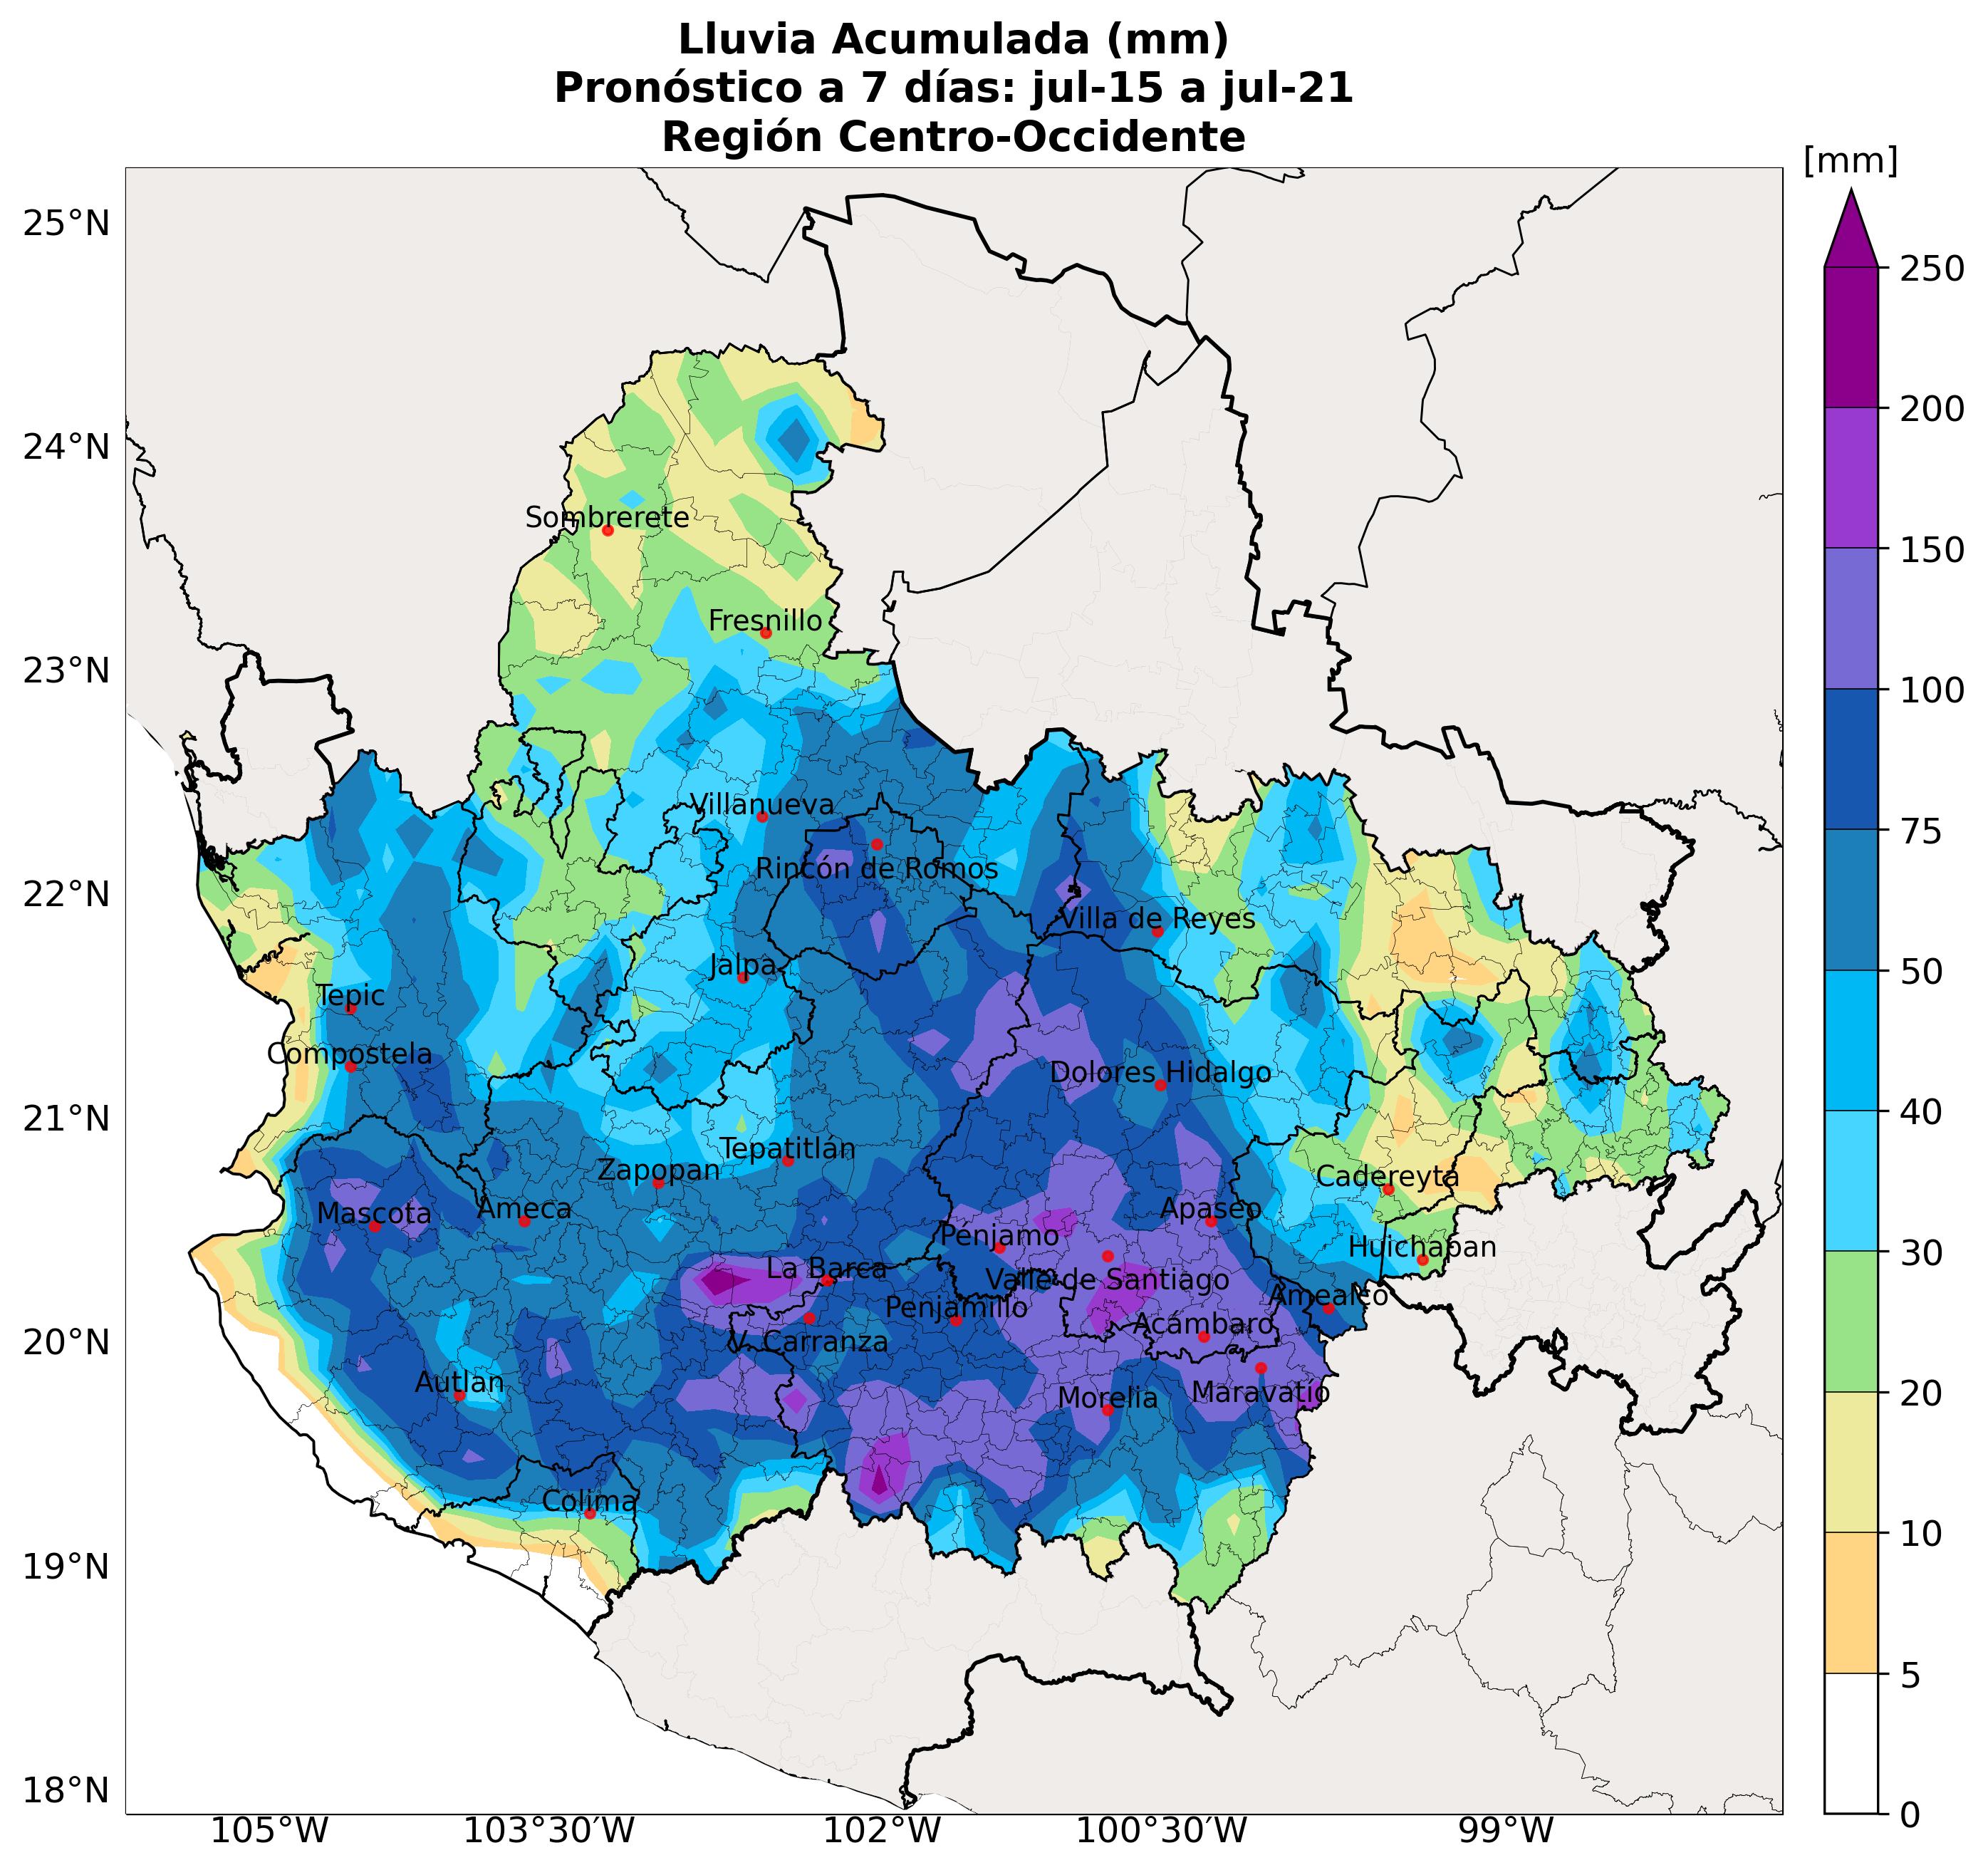 Lluvia Acumulada (mm)
Pronóstico a 7 días: jul-15 a jul-21
Región Centro-Occidente
[mm]
25°N
24°N
23°N
22°N
21°N
20°N
19°N
18°N
105°W
103°30'W
102°W
100°30'W
99°W
250
200
150
100
75
50
40
30
20
10
5
0
Sombrerete
Fresnillo
Villanueva
Rincón de Romos
Villa de Reyes
Jalpa
Tepic
Compostela
Dolores Hidalgo
Tepatitlán
Zapopan
Cadereyta
Mascota
Ameca
Apaseo
Penjamo
Huichapan
La Barca
Valle de Santiago
Amealco
Penjamillo
Acámbaro
V. Carranza
Autlan
Morelia
Maravatío
Colima